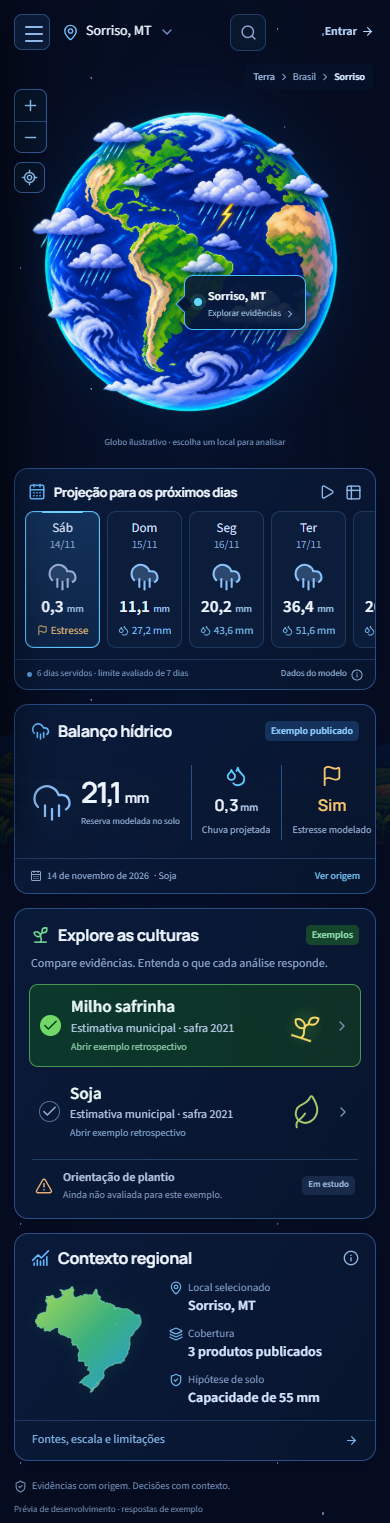 Sorriso, MT
Entrar
Terra > Brasil > Sorriso
Sorriso, MT
Explorar evidências
Globo ilustrativo · escolha um local para analisar
Projeção para os próximos dias
Sáb Dom Seg Ter
14/11 15/11 16/11 17/11
0,3 mm 11,1 mm 20,2 mm 36,4 mm
Estresse 27,2 mm 43,6 mm 51,6 mm
6 dias servidos · limite avaliado de 7 dias Dados do modelo
Balanço hídrico Exemplo publicado
21,1 mm
Reserva modelada no solo
0,3 mm
Chuva projetada
Sim
Estresse modelado
14 de novembro de 2026 · Soja Ver origem
Explore as culturas Exemplos
Compare evidências. Entenda o que cada análise responde.
Milho safrinha
Estimativa municipal · safra 2021
Abrir exemplo retrospectivo
Soja
Estimativa municipal · safra 2021
Abrir exemplo retrospectivo
Orientação de plantio
Ainda não avaliada para este exemplo.
Em estudo
Contexto regional
Local selecionado
Sorriso, MT
Cobertura
3 produtos publicados
Hipótese de solo
Capacidade de 55 mm
Fontes, escala e limitações
Evidências com origem. Decisões com contexto.
Prévia de desenvolvimento · respostas de exemplo